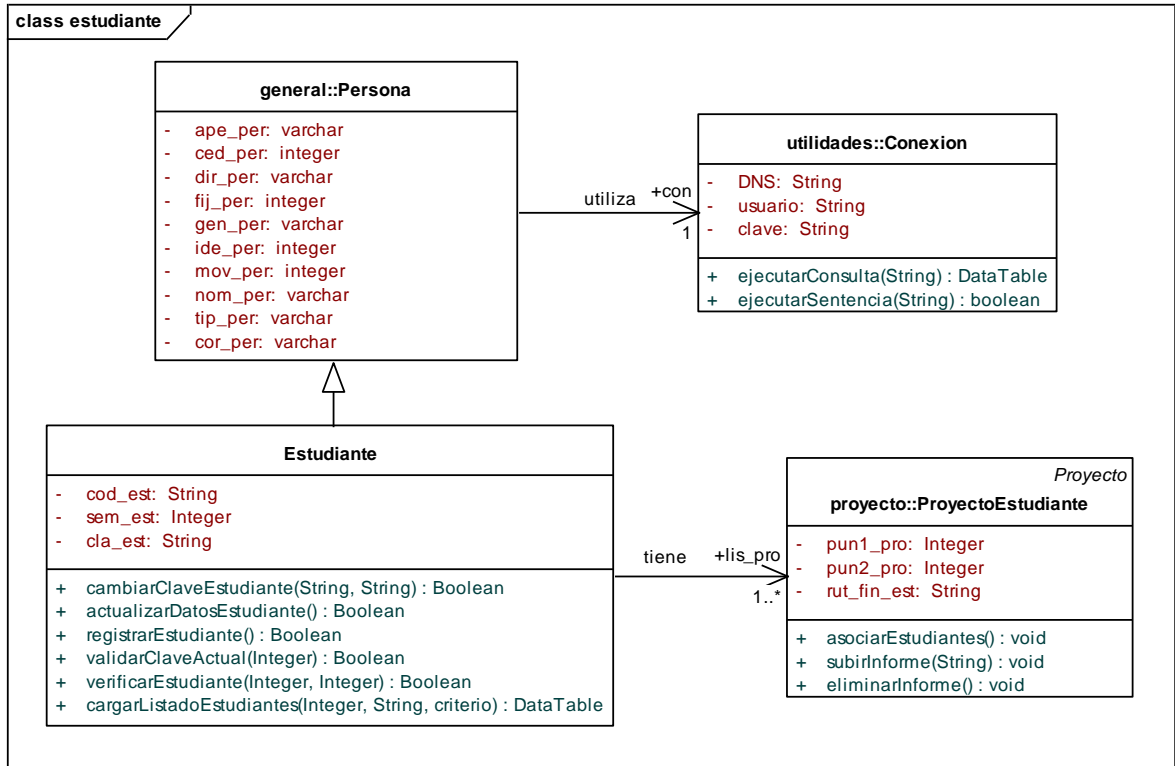 class estudiante
general::Persona
- ape_per: varchar
- ced_per: integer
- dir_per: varchar
- fij_per: integer
- gen_per: varchar
- ide_per: integer
- mov_per: integer
- nom_per: varchar
- tip_per: varchar
- cor_per: varchar
utiliza
+con
1
utilidades::Conexion
- DNS: String
- usuario: String
- clave: String
+ ejecutarConsulta(String) : DataTable
+ ejecutarSentencia(String) : boolean
Estudiante
- cod_est: String
- sem_est: Integer
- cla_est: String
+ cambiarClaveEstudiante(String, String) : Boolean
+ actualizarDatosEstudiante() : Boolean
+ registrarEstudiante() : Boolean
+ validarClaveActual(Integer) : Boolean
+ verificarEstudiante(Integer, Integer) : Boolean
+ cargarListadoEstudiantes(Integer, String, criterio) : DataTable
tiene
+lis_pro
1..*
Proyecto
proyecto::ProyectoEstudiante
- pun1_pro: Integer
- pun2_pro: Integer
- rut_fin_est: String
+ asociarEstudiantes() : void
+ subirInforme(String) : void
+ eliminarInforme() : void